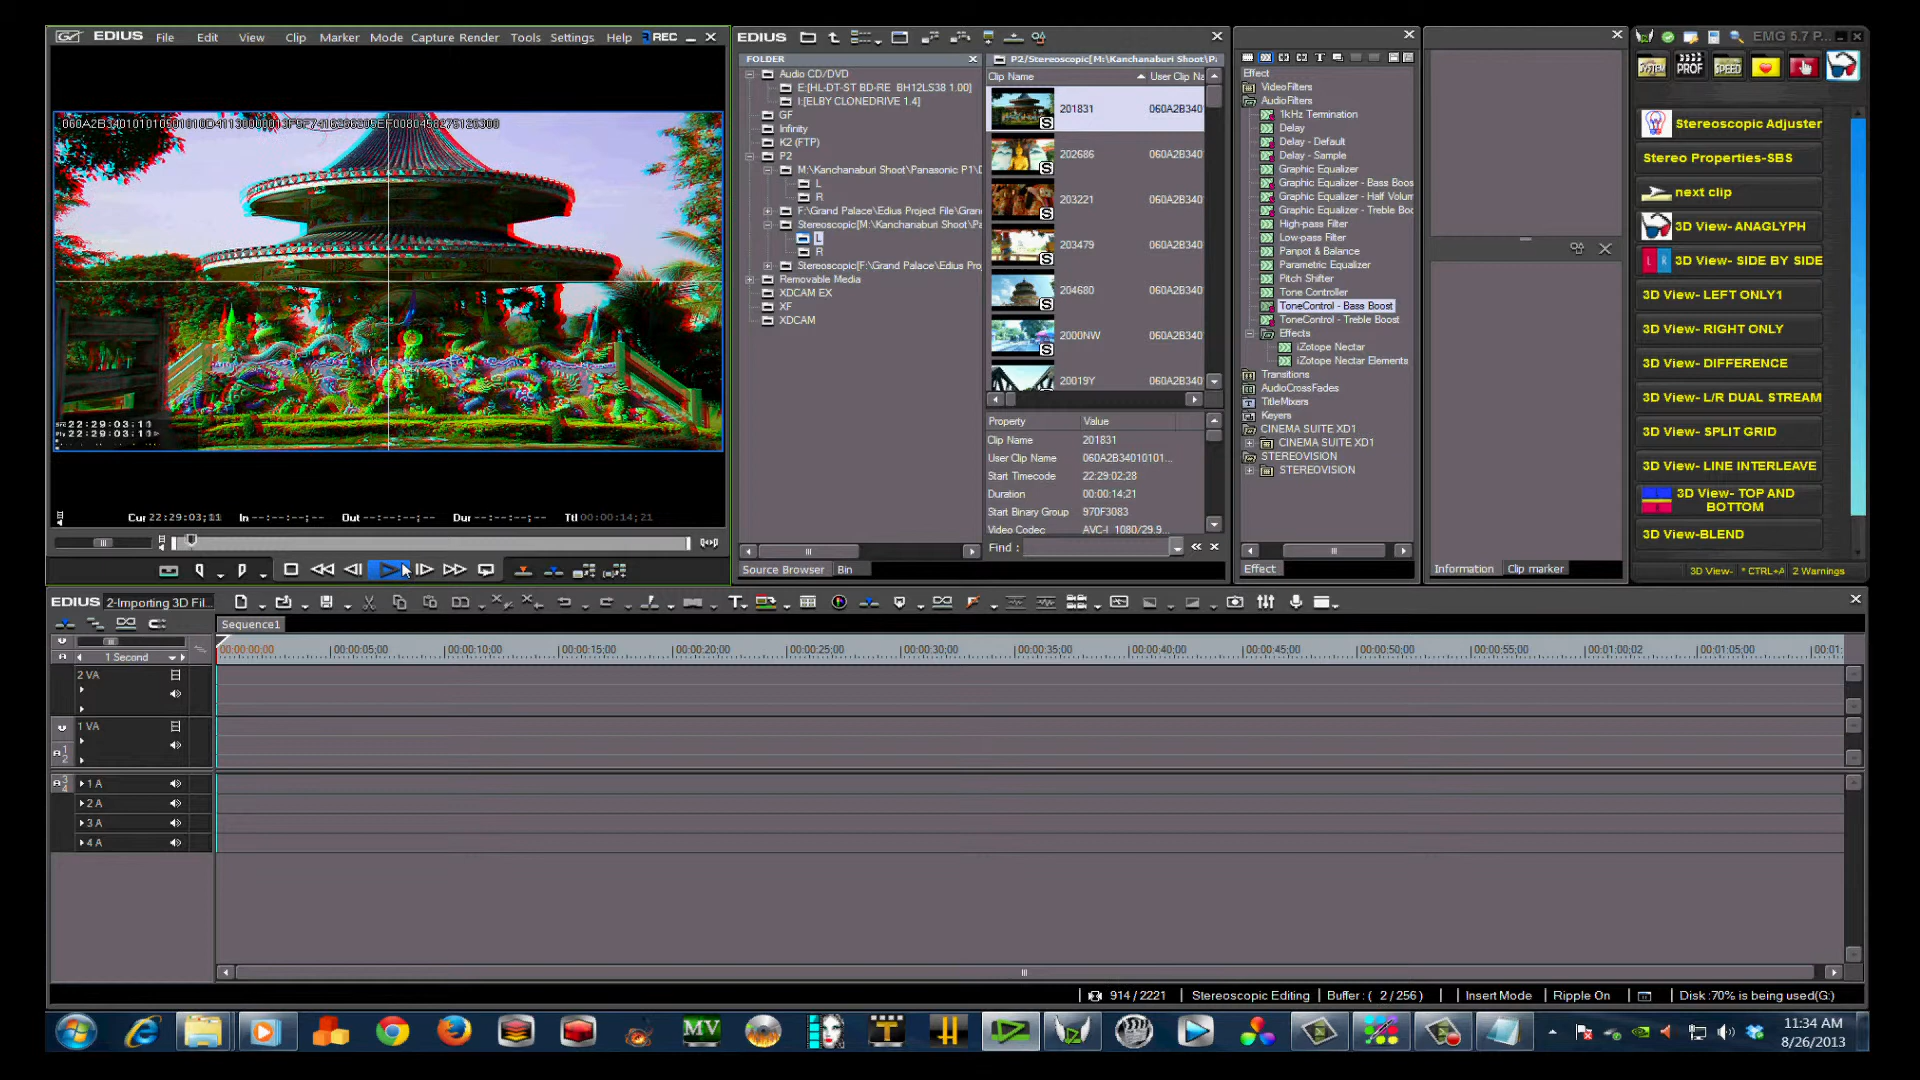 EDIUS File Edit View Clip Marker Mode Capture Render Tools Settings Help REC
22:29:03;11
22:29:03;11
Cur 22:29:03;11 In --:--:--;-- Out --:--:--;-- Dur --:--:--;-- Ttl 00:00:14;21
EDIUS
FOLDER
Audio CD/DVD
E:[HL-DT-ST BD-RE BH12LS38 1.00]
I:[ELBY CLONEDRIVE 1.4]
GF
Infinity
K2 (FTP)
P2
M:\Kanchanaburi Shoot\Panasonic P1\D
L
R
F:\Grand Palace\Edius Project File\Gran
Stereoscopic[M:\Kanchanaburi Shoot\Pa
L
R
Stereoscopic[F:\Grand Palace\Edius Pro
Removable Media
XDCAM EX
XF
XDCAM
Source Browser Bin
P2/Stereoscopic[M:\Kanchanaburi Shoot\P
Clip Name User Clip Na
201831 060A2B340
202686 060A2B340
203221 060A2B340
203479 060A2B340
204680 060A2B340
2000NW 060A2B340
20019Y 060A2B340
Property Value
Clip Name 201831
User Clip Name 060A2B34010101...
Start Timecode 22:29:02;28
Duration 00:00:14;21
Start Binary Group 970F3083
Video Codec AVC-I 1080/29.9...
Find :
Effect
VideoFilters
AudioFilters
1kHz Termination
Delay
Delay - Default
Delay - Sample
Graphic Equalizer
Graphic Equalizer - Bass Boos
Graphic Equalizer - Half Volum
Graphic Equalizer - Treble Boo
High-pass Filter
Low-pass Filter
Panpot & Balance
Parametric Equalizer
Pitch Shifter
Tone Controller
ToneControl - Bass Boost
ToneControl - Treble Boost
Effects
iZotope Nectar
iZotope Nectar Elements
Transitions
AudioCrossFades
TitleMixers
Keyers
CINEMA SUITE XD1
CINEMA SUITE XD1
STEREOVISION
STEREOVISION
Effect
Information Clip marker
EMG 5.7 P...
SYSTEM PROF SPEED
Stereoscopic Adjuster
Stereo Properties-SBS
next clip
3D View- ANAGLYPH
L R 3D View- SIDE BY SIDE
3D View- LEFT ONLY1
3D View- RIGHT ONLY
3D View- DIFFERENCE
3D View- L/R DUAL STREAM
3D View- SPLIT GRID
3D View- LINE INTERLEAVE
3D View- TOP AND
BOTTOM
3D View-BLEND
3D View- * CTRL+A 2 Warnings
EDIUS 2-Importing 3D Fil...
Sequence1
1 Second 00:00:00;00 00:00:05;00 00:00:10;00 00:00:15;00 00:00:20;00 00:00:25;00 00:00:30;00 00:00:35;00 00:00:40;00 00:00:45;00 00:00:50;00 00:00:55;00 00:01:00;02 00:01:05;00 00:01:
2 VA
1 VA
1 A
2 A
3 A
4 A
914 / 2221 Stereoscopic Editing Buffer : ( 2 / 256 ) Insert Mode Ripple On Disk :70% is being used(G:)
MV T
11:34 AM
8/26/2013